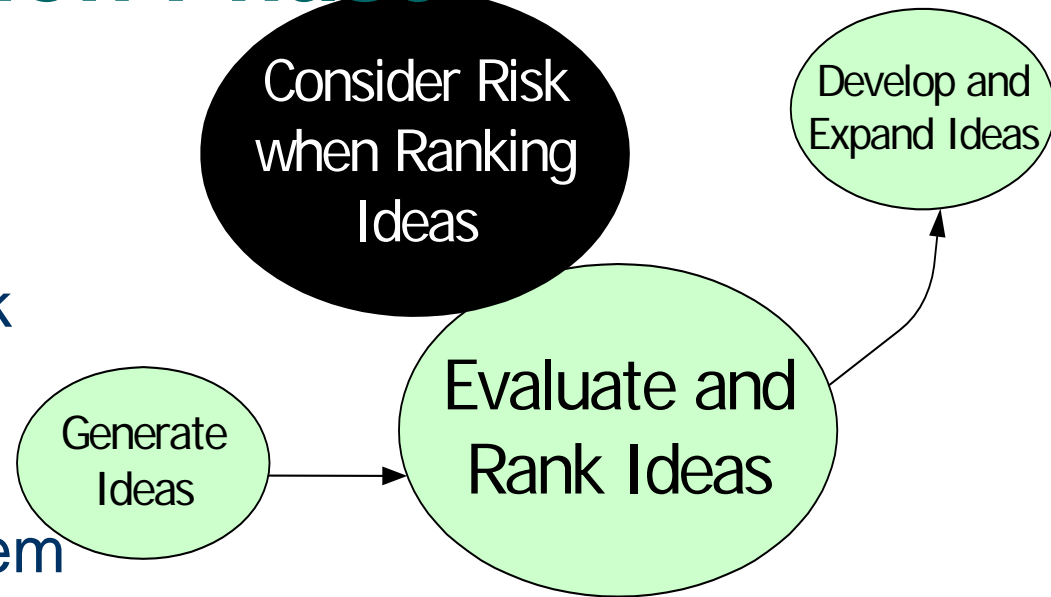 Consider Risk
when Ranking
Ideas
Develop and
Expand Ideas
Evaluate and
Rank Ideas
Generate
Ideas